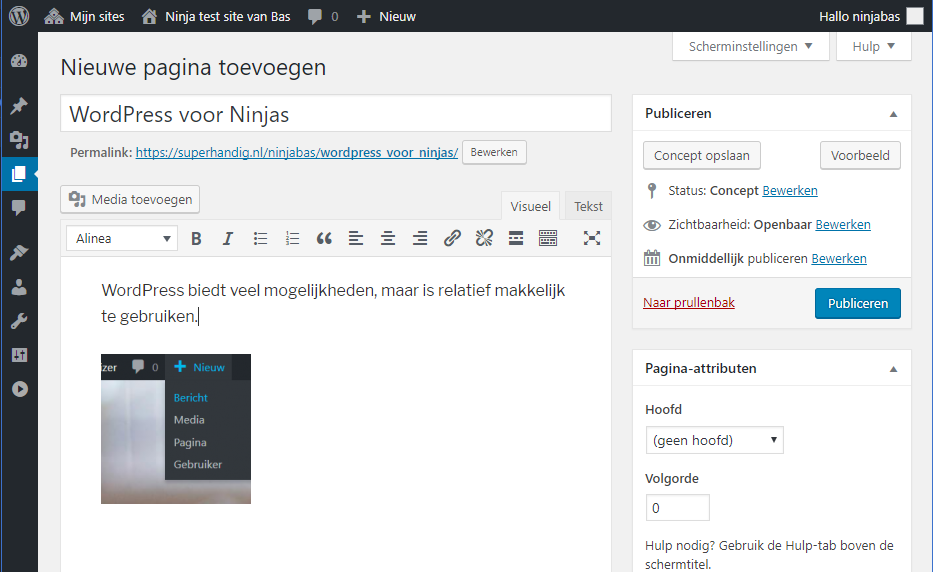 Mijn sites Ninja test site van Bas 0 + Nieuw Hallo ninjabas
Scherminstellingen Hulp
Nieuwe pagina toevoegen
WordPress voor Ninjas
Permalink: https://superhandig.nl/ninjabas/wordpress_voor_ninjas/ Bewerken
Media toevoegen
Visueel Tekst
Alinea B I
WordPress biedt veel mogelijkheden, maar is relatief makkelijk
te gebruiken.
izer 0 + Nieuw
Bericht
Media
Pagina
Gebruiker
Publiceren
Concept opslaan Voorbeeld
Status: Concept Bewerken
Zichtbaarheid: Openbaar Bewerken
Onmiddellijk publiceren Bewerken
Naar prullenbak Publiceren
Pagina-attributen
Hoofd
(geen hoofd)
Volgorde
0
Hulp nodig? Gebruik de Hulp-tab boven de
schermtitel.